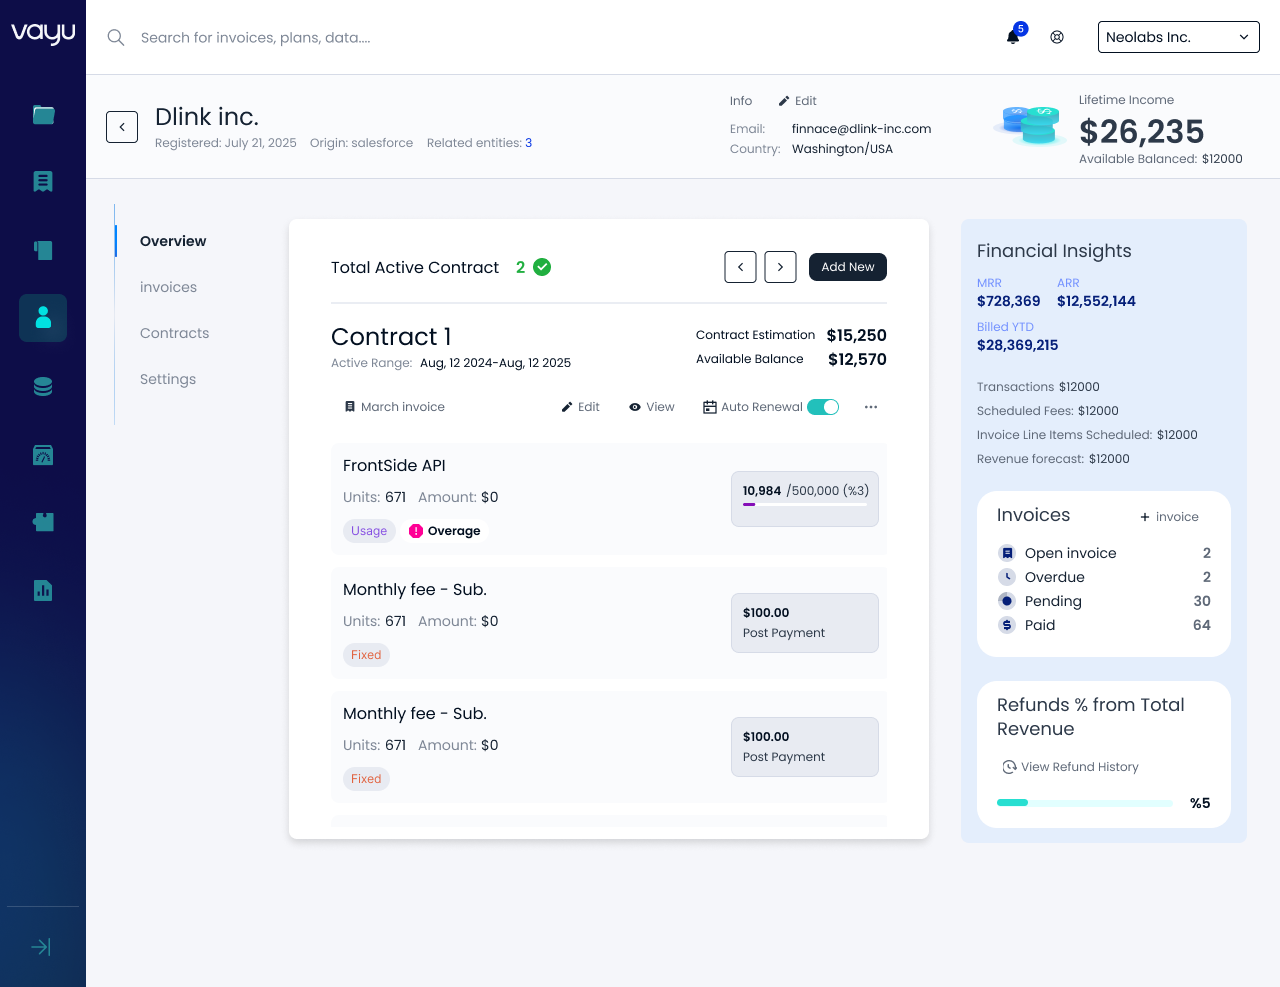 vayu
Search for invoices, plans, data....
5
Neolabs Inc.
Dlink inc.
Registered: July 21, 2025 Origin: salesforce Related entities: 3
Info Edit
Email: finnace@dlink-inc.com
Country: Washington/USA
Lifetime Income
$26,235
Available Balanced: $12000
Overview
invoices
Contracts
Settings
Total Active Contract 2
Add New
Contract 1
Active Range: Aug, 12 2024-Aug, 12 2025
Contract Estimation $15,250
Available Balance $12,570
March invoice Edit View Auto Renewal
FrontSide API
Units: 671 Amount: $0
Usage Overage
10,984 /500,000 (%3)
Monthly fee - Sub.
Units: 671 Amount: $0
Fixed
$100.00
Post Payment
Monthly fee - Sub.
Units: 671 Amount: $0
Fixed
$100.00
Post Payment
Financial Insights
MRR ARR
$728,369 $12,552,144
Billed YTD
$28,369,215
Transactions $12000
Scheduled Fees: $12000
Invoice Line Items Scheduled: $12000
Revenue forecast: $12000
Invoices + invoice
Open invoice 2
Overdue 2
Pending 30
Paid 64
Refunds % from Total
Revenue
View Refund History
%5